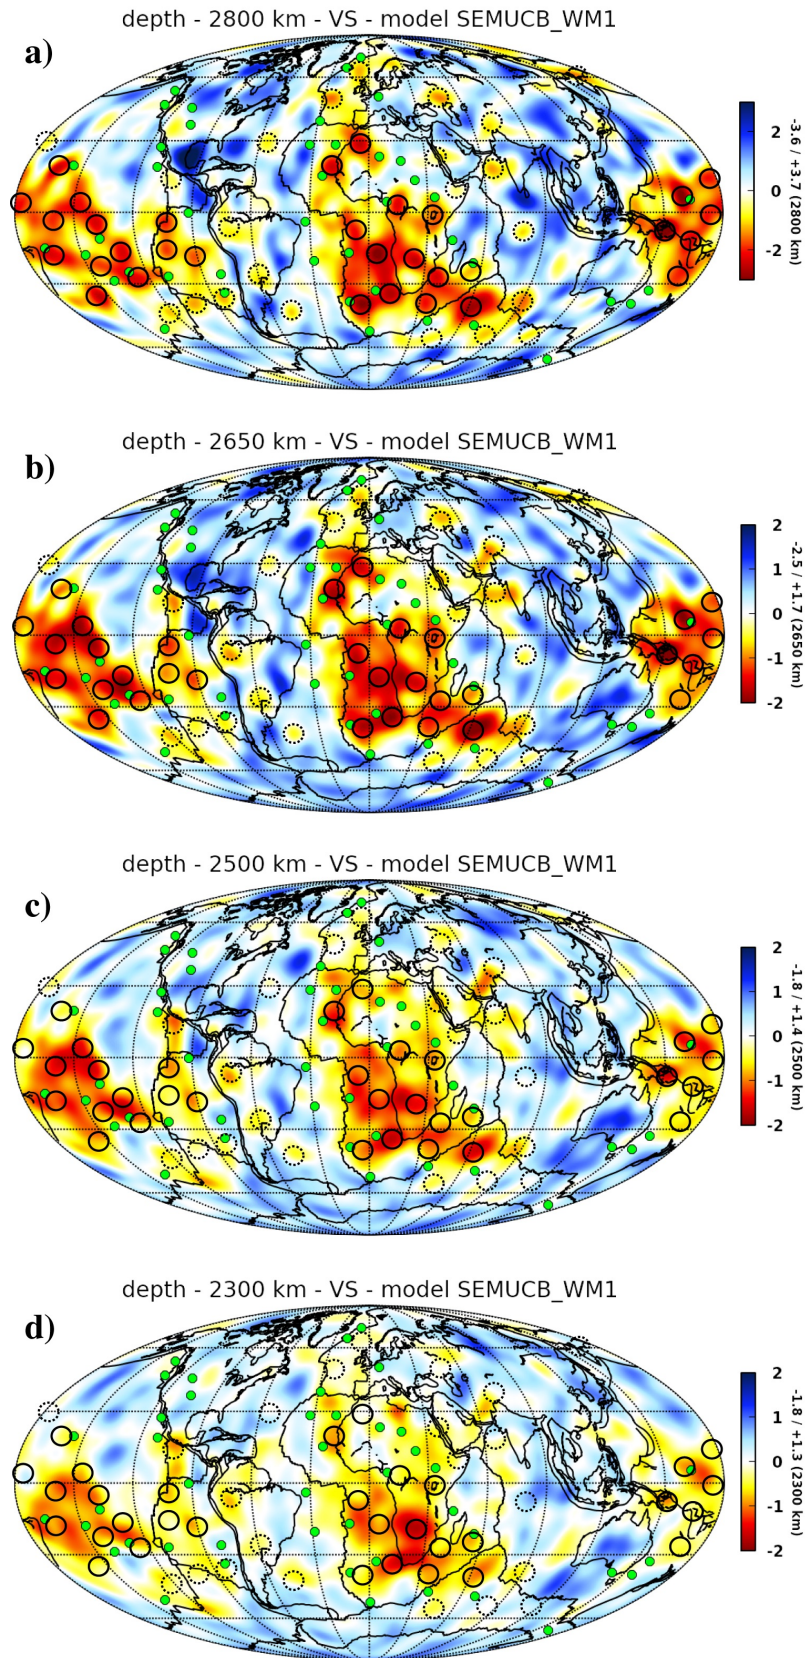 depth - 2800 km - VS - model SEMUCB_WM1
a)
2
0
-2
-3.6 / +3.7 (2800 km)
depth - 2650 km - VS - model SEMUCB_WM1
b)
2
1
0
-1
-2
-2.5 / +1.7 (2650 km)
depth - 2500 km - VS - model SEMUCB_WM1
c)
2
1
0
-1
-2
-1.8 / +1.4 (2500 km)
depth - 2300 km - VS - model SEMUCB_WM1
d)
2
1
0
-1
-2
-1.8 / +1.3 (2300 km)